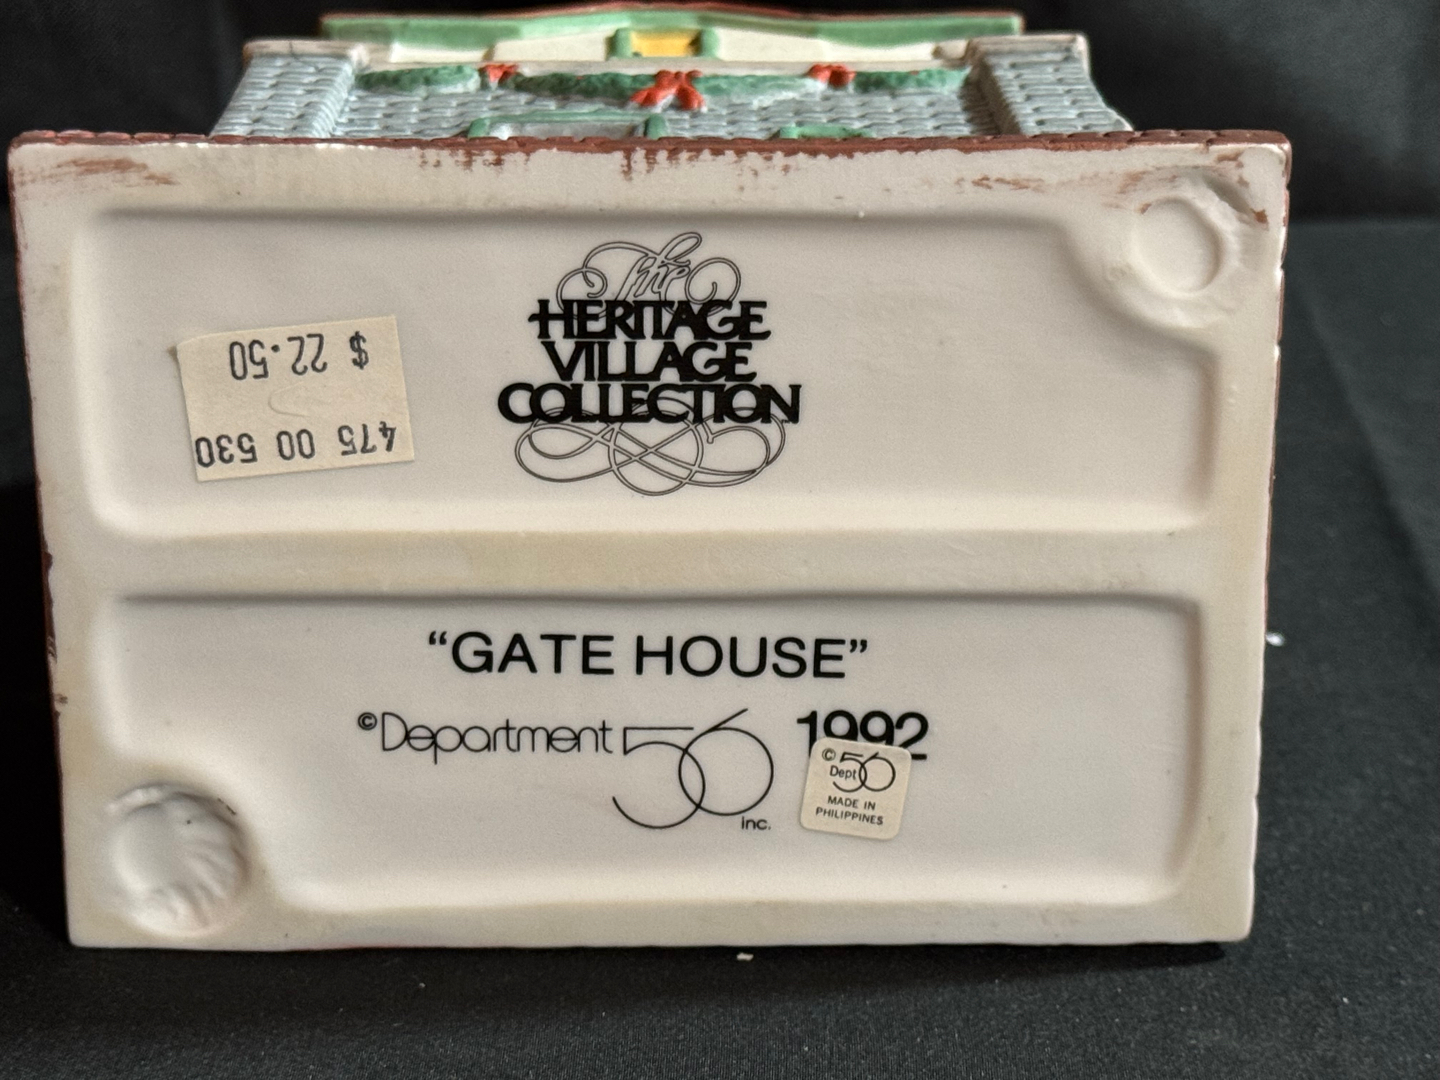 The
HERITAGE
VILLAGE
COLLECTION
$ 22.50
475 00 530
“GATE HOUSE”
©Department 56 inc. 1992
© Dept 56
MADE IN
PHILIPPINES